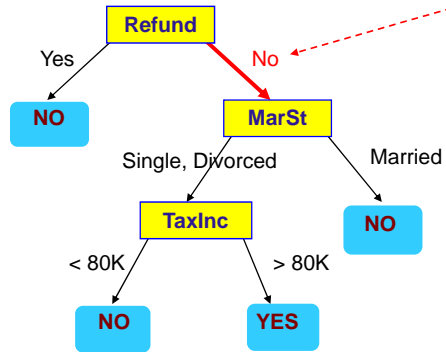 Refund
Yes
No
NO
MarSt
Single, Divorced
Married
TaxInc
NO
< 80K
> 80K
NO
YES